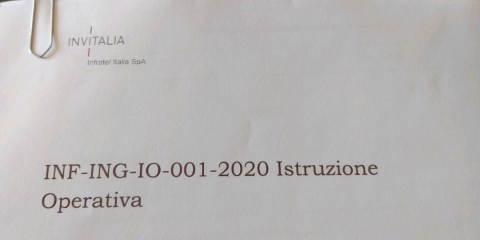 INVITALIA
Infratel Italia SpA
INF-ING-IO-001-2020 Istruzione
Operativa